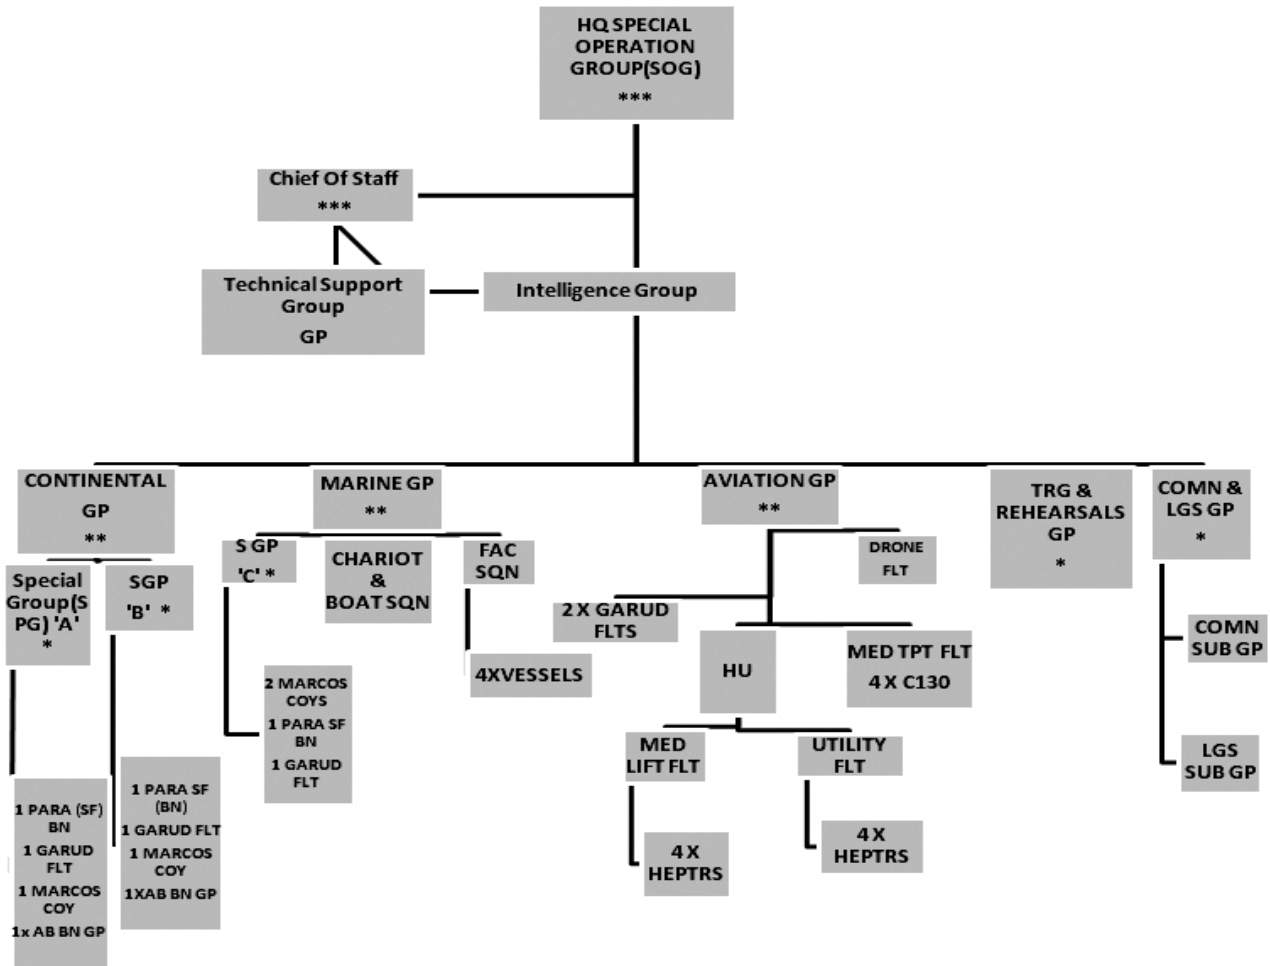 HQ SPECIAL
OPERATION
GROUP(SOG)
***
Chief Of Staff
***
Technical Support
Group
GP
Intelligence Group
CONTINENTAL
GP
**
MARINE GP
**
AVIATION GP
**
TRG &
REHEARSALS
GP
*
COMN &
LGS GP
*
Special
Group(S
PG) 'A'
*
SGP
'B' *
S GP
'C' *
CHARIOT
&
BOAT SQN
FAC
SQN
DRONE
FLT
2 X GARUD
FLTS
HU
MED TPT FLT
4 X C130
COMN
SUB GP
LGS
SUB GP
4XVESSELS
2 MARCOS
COYS
1 PARA SF
BN
1 GARUD
FLT
MED
LIFT FLT
UTILITY
FLT
4 X
HEPTRS
4 X
HEPTRS
1 PARA (SF)
BN
1 GARUD
FLT
1 MARCOS
COY
1x AB BN GP
1 PARA SF
(BN)
1 GARUD FLT
1 MARCOS
COY
1XAB BN GP